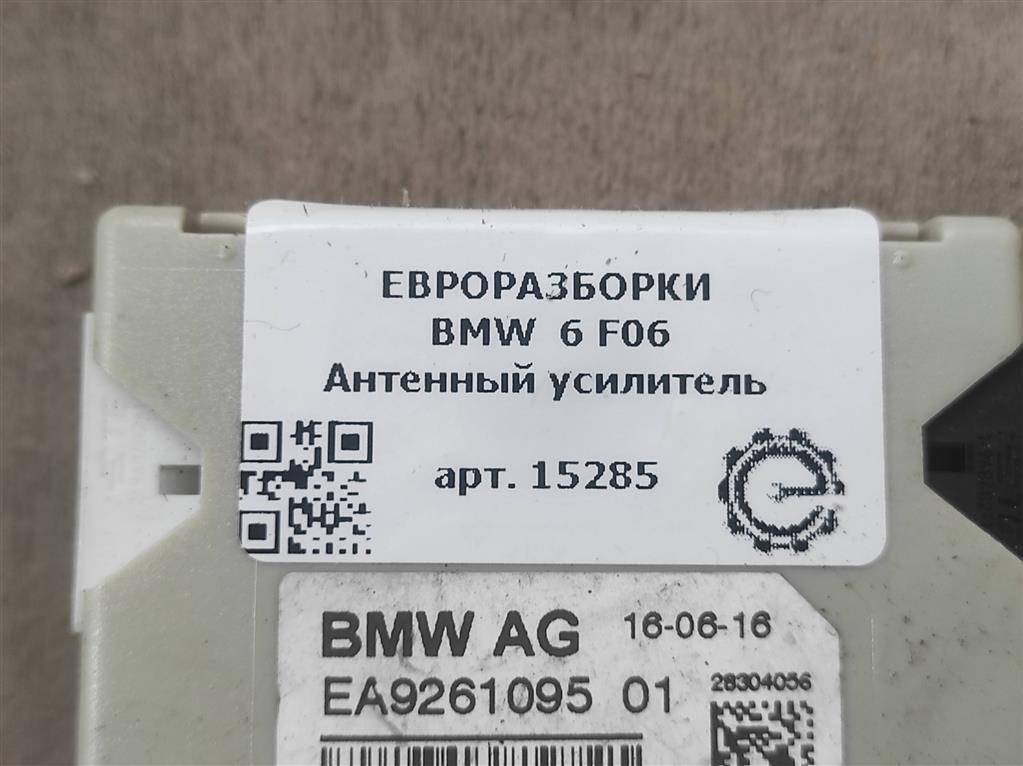 ЕВРОРАЗБОРКИ
BMW 6 F06
Антенный усилитель
арт. 15285
BMW AG 16-06-16
EA9261095 01 28304056